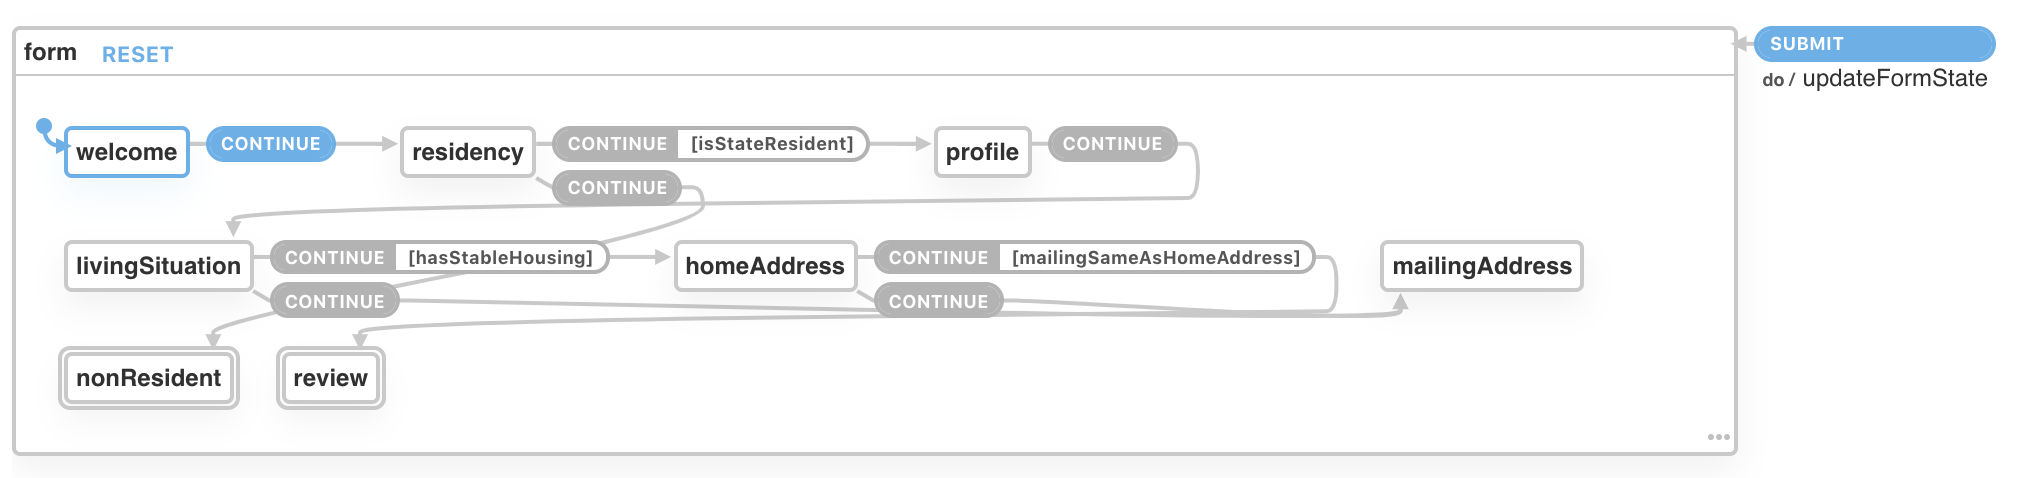 form RESET
SUBMIT
do / updateFormState
welcome CONTINUE residency CONTINUE [isStateResident] profile CONTINUE
CONTINUE
livingSituation CONTINUE [hasStableHousing] homeAddress CONTINUE [mailingSameAsHomeAddress] mailingAddress
CONTINUE CONTINUE
nonResident review